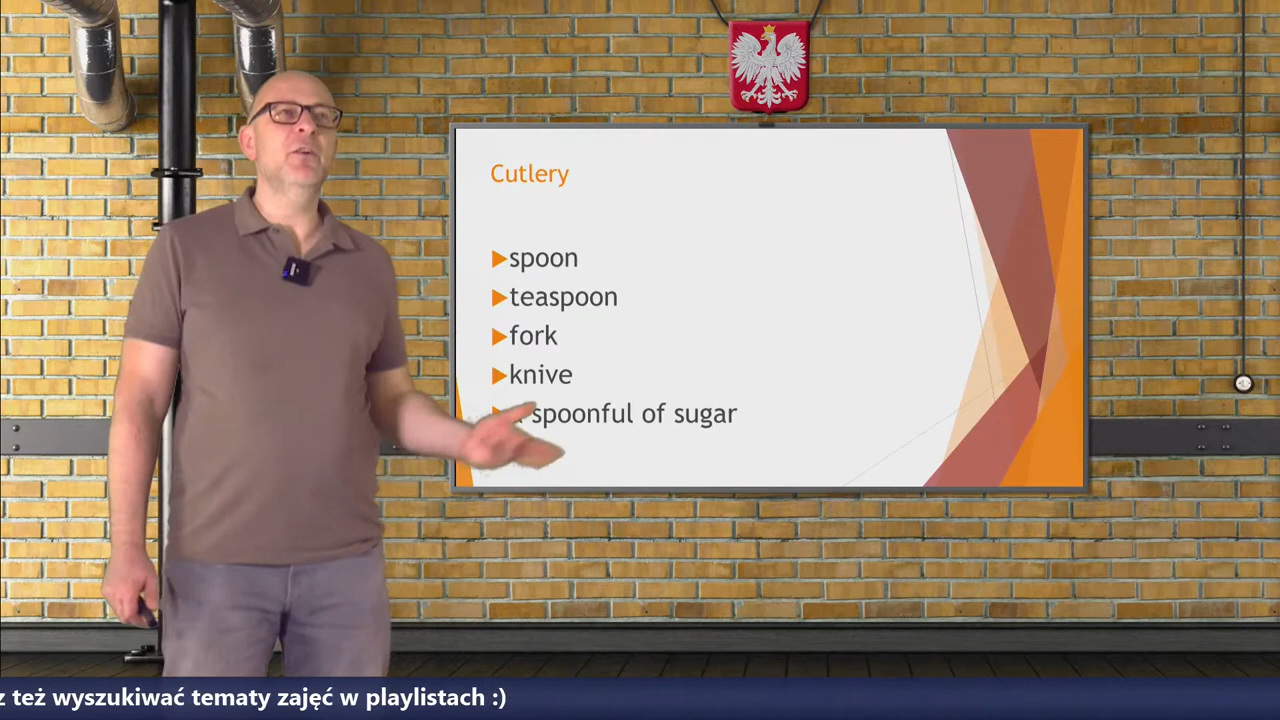 Cutlery
spoon
teaspoon
fork
knive
spoonful of sugar
też wyszukiwać tematy zajęć w playlistach :)